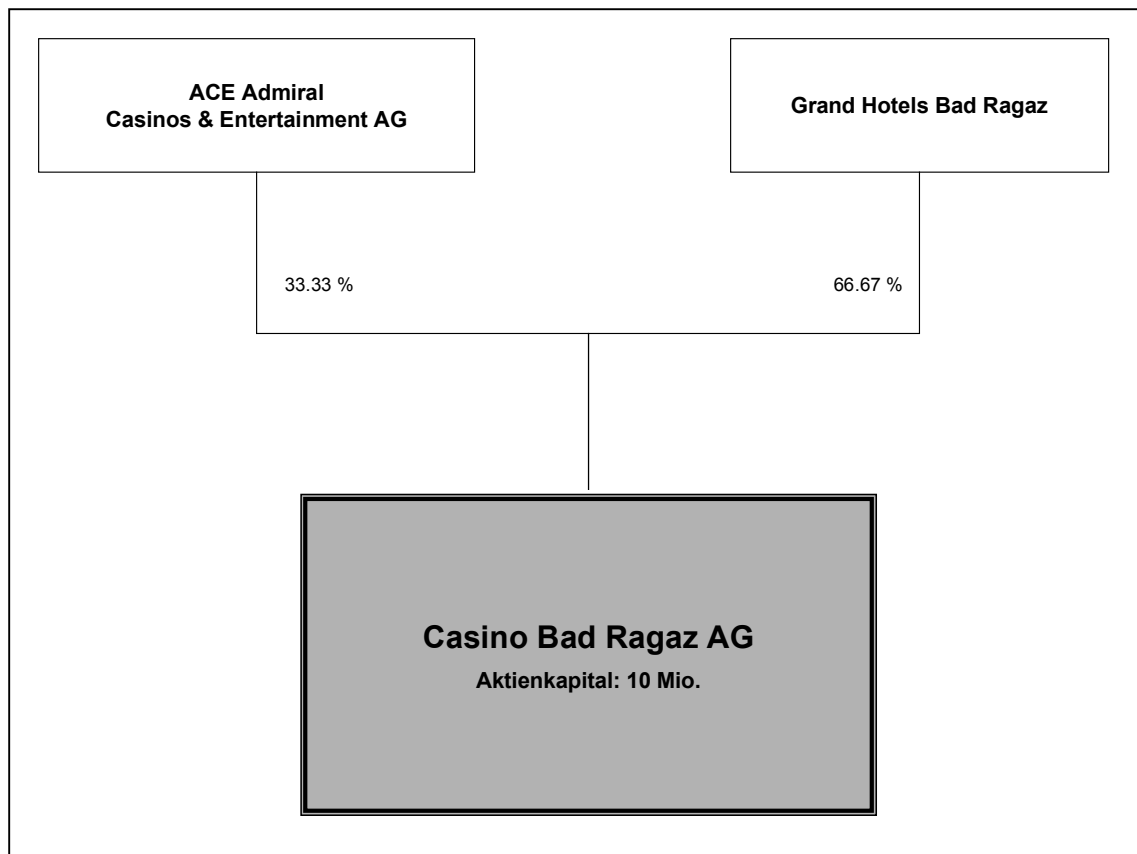 ACE Admiral
Casinos & Entertainment AG
Grand Hotels Bad Ragaz
33.33 %
66.67 %
Casino Bad Ragaz AG
Aktienkapital: 10 Mio.